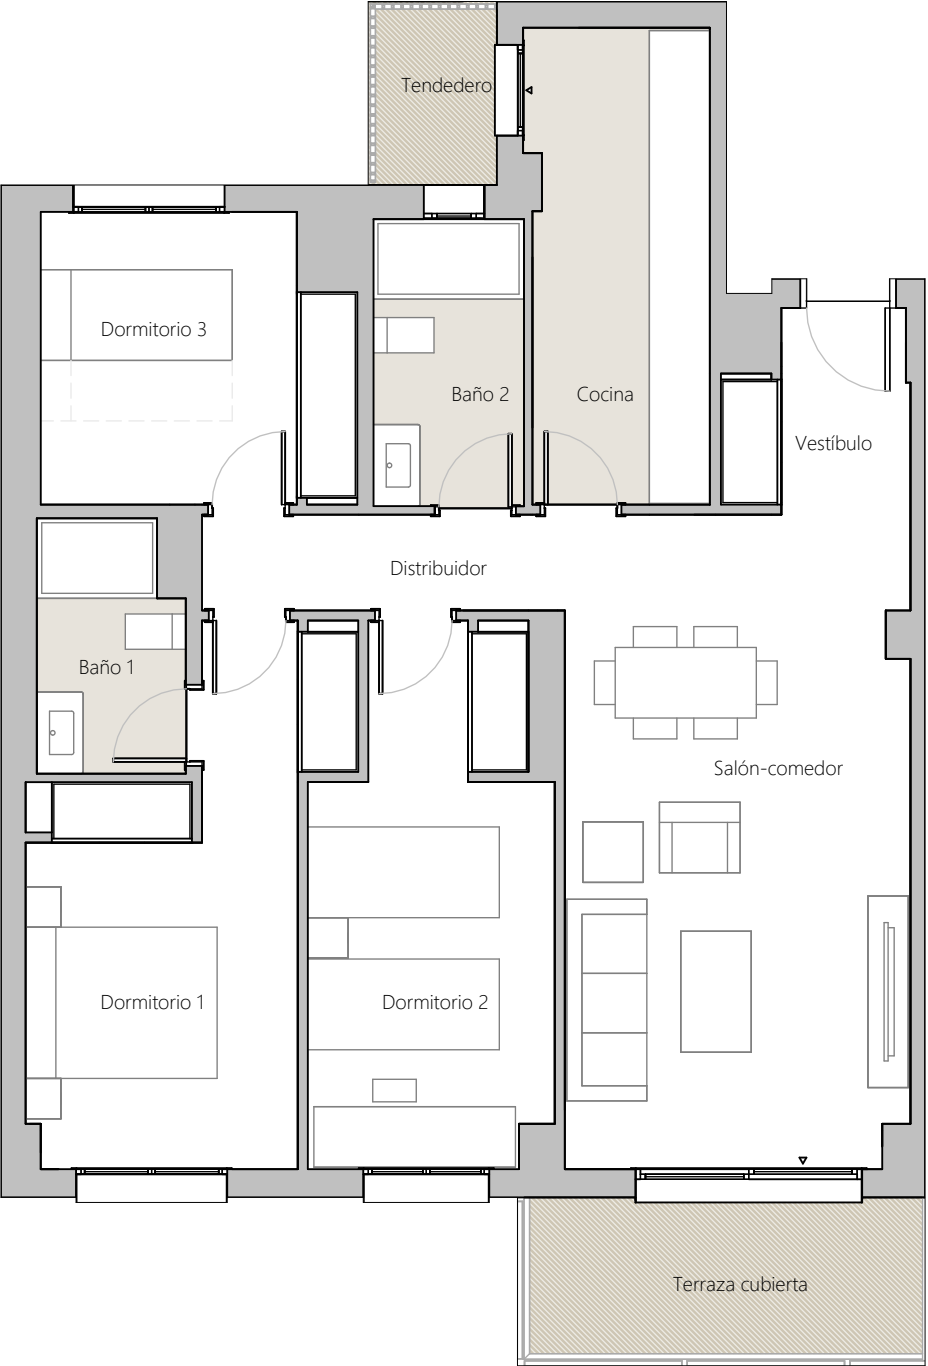 Tendedero
Dormitorio 3
Baño 2
Cocina
Vestíbulo
Distribuidor
Baño 1
Salón-comedor
Dormitorio 1
Dormitorio 2
Terraza cubierta